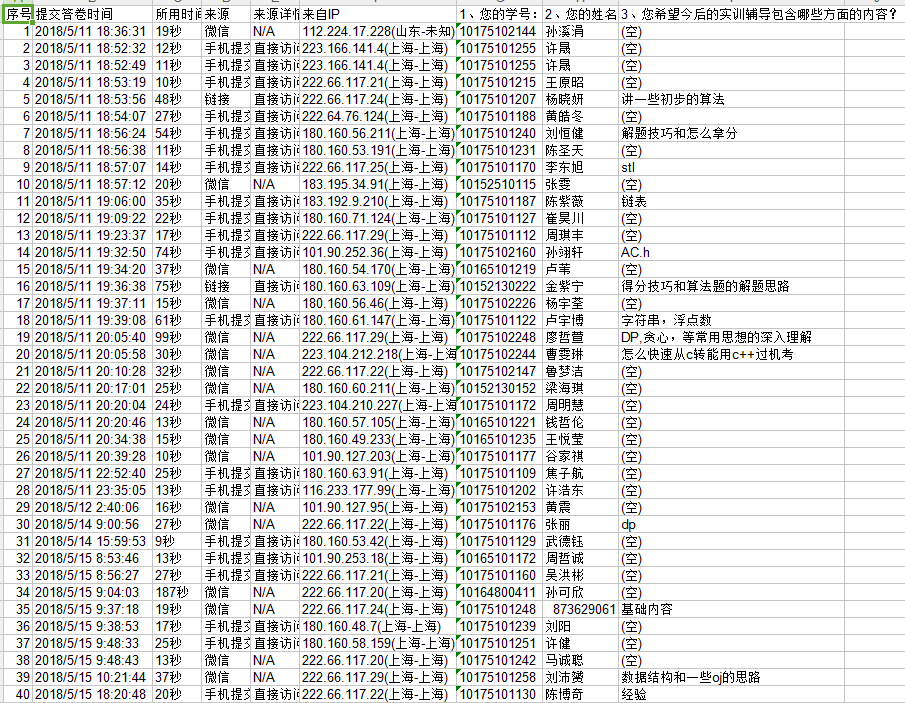 序号 提交答卷时间 所用时间 来源 来源详情 来自IP 1、您的学号： 2、您的姓名 3、您希望今后的实训辅导包含哪些方面的内容？
1 2018/5/11 18:36:31 19秒 微信 N/A 112.224.17.228(山东-未知) 10175102144 孙溪涓 (空)
2 2018/5/11 18:52:32 12秒 手机提交 直接访问 223.166.141.4(上海-上海) 10175101255 许晟 (空)
3 2018/5/11 18:52:49 11秒 手机提交 直接访问 223.166.141.4(上海-上海) 10175101255 许晟 (空)
4 2018/5/11 18:53:19 10秒 手机提交 直接访问 222.66.117.21(上海-上海) 10175101215 王原昭 (空)
5 2018/5/11 18:53:56 48秒 链接 直接访问 222.66.117.24(上海-上海) 10175101207 杨晓妍 讲一些初步的算法
6 2018/5/11 18:54:07 27秒 手机提交 直接访问 222.64.76.124(上海-上海) 10175101188 黄皓冬 (空)
7 2018/5/11 18:56:24 54秒 手机提交 直接访问 180.160.56.211(上海-上海) 10175101240 刘恒健 解题技巧和怎么拿分
8 2018/5/11 18:56:38 11秒 手机提交 直接访问 180.160.53.191(上海-上海) 10175101231 陈圣天 (空)
9 2018/5/11 18:57:07 14秒 手机提交 直接访问 222.66.117.25(上海-上海) 10175101170 李东旭 stl
10 2018/5/11 18:57:12 20秒 微信 N/A 183.195.34.91(上海-上海) 10152510115 张雯 (空)
11 2018/5/11 19:06:00 35秒 手机提交 直接访问 183.192.9.210(上海-上海) 10175101187 陈紫薇 链表
12 2018/5/11 19:09:22 22秒 手机提交 直接访问 180.160.71.124(上海-上海) 10175101127 崔昊川 (空)
13 2018/5/11 19:23:37 17秒 手机提交 直接访问 222.66.117.29(上海-上海) 10175101112 周琪丰 (空)
14 2018/5/11 19:32:50 74秒 手机提交 直接访问 101.90.252.36(上海-上海) 10175102160 孙翊轩 AC.h
15 2018/5/11 19:34:20 37秒 微信 N/A 180.160.54.170(上海-上海) 10165101219 卢苇 (空)
16 2018/5/11 19:36:38 75秒 链接 直接访问 180.160.63.109(上海-上海) 10152130222 金紫宁 得分技巧和算法题的解题思路
17 2018/5/11 19:37:11 15秒 微信 N/A 180.160.56.46(上海-上海) 10175102226 杨宇荃 (空)
18 2018/5/11 19:39:08 61秒 手机提交 直接访问 180.160.61.147(上海-上海) 10175101122 卢宇博 字符串，浮点数
19 2018/5/11 20:05:40 99秒 微信 N/A 222.66.117.29(上海-上海) 10175102248 廖哲萱 DP,贪心，等常用思想的深入理解
20 2018/5/11 20:05:58 30秒 微信 N/A 223.104.212.218(上海-上海 10175102244 曹雯琳 怎么快速从c转能用c++过机考
21 2018/5/11 20:10:28 32秒 微信 N/A 222.66.117.22(上海-上海) 10175102147 鲁梦洁 (空)
22 2018/5/11 20:17:01 25秒 微信 N/A 180.160.60.211(上海-上海) 10152130152 梁海琪 (空)
23 2018/5/11 20:20:04 24秒 手机提交 直接访问 223.104.210.227(上海-上海 10175101172 周明慧 (空)
24 2018/5/11 20:20:46 13秒 微信 N/A 180.160.57.105(上海-上海) 10165101221 钱哲伦 (空)
25 2018/5/11 20:34:38 15秒 微信 N/A 180.160.49.233(上海-上海) 10165101235 王悦莹 (空)
26 2018/5/11 20:39:28 10秒 微信 N/A 101.90.127.203(上海-上海) 10175101177 谷家祺 (空)
27 2018/5/11 22:52:40 25秒 手机提交 直接访问 180.160.63.91(上海-上海) 10175101109 焦子航 (空)
28 2018/5/11 23:35:05 13秒 手机提交 直接访问 116.233.177.99(上海-上海) 10175101202 许浩东 (空)
29 2018/5/12 2:40:06 16秒 微信 N/A 101.90.127.95(上海-上海) 10175102153 黄震 (空)
30 2018/5/14 9:00:56 27秒 微信 N/A 222.66.117.22(上海-上海) 10175101176 张丽 dp
31 2018/5/14 15:59:53 9秒 手机提交 直接访问 180.160.53.42(上海-上海) 10175101129 武德钰 (空)
32 2018/5/15 8:53:46 13秒 手机提交 直接访问 101.90.253.18(上海-上海) 10165101172 周哲诚 (空)
33 2018/5/15 8:56:27 27秒 手机提交 直接访问 222.66.117.21(上海-上海) 10175101160 吴洪彬 (空)
34 2018/5/15 9:04:03 187秒 微信 N/A 222.66.117.20(上海-上海) 10164800411 孙可欣 (空)
35 2018/5/15 9:37:18 19秒 微信 N/A 222.66.117.24(上海-上海) 10175101248 873629061 基础内容
36 2018/5/15 9:38:53 17秒 手机提交 直接访问 180.160.48.7(上海-上海) 10175101239 刘阳 (空)
37 2018/5/15 9:48:33 25秒 手机提交 直接访问 180.160.58.159(上海-上海) 10175101251 许健 (空)
38 2018/5/15 9:48:43 13秒 微信 N/A 222.66.117.20(上海-上海) 10175101242 马诚聪 (空)
39 2018/5/15 10:21:44 37秒 微信 N/A 222.66.117.29(上海-上海) 10175101258 刘沛赟 数据结构和一些oj的思路
40 2018/5/15 18:20:48 20秒 手机提交 直接访问 222.66.117.22(上海-上海) 10175101130 陈博奇 经验